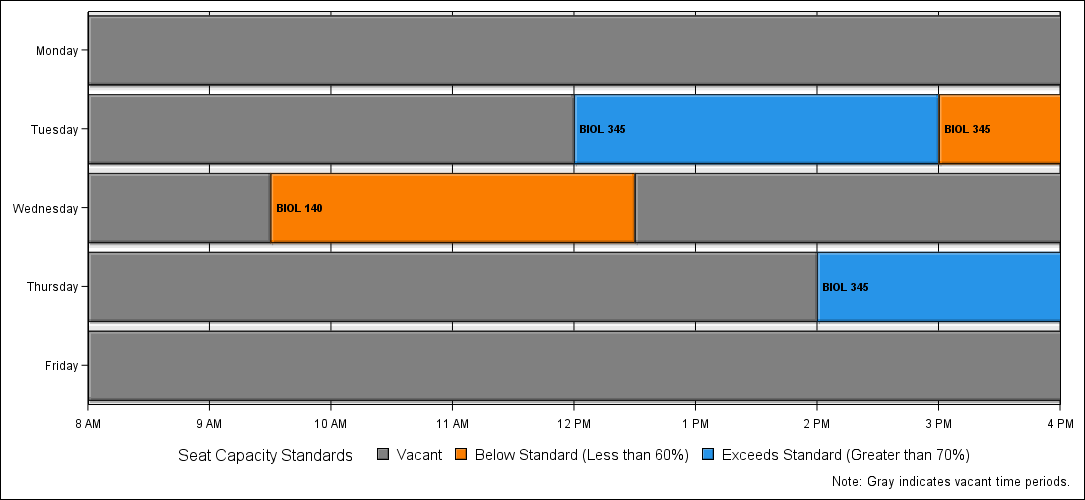 Monday
Tuesday
BIOL 345
BIOL 345
Wednesday
BIOL 140
Thursday
BIOL 345
Friday
8 AM 9 AM 10 AM 11 AM 12 PM 1 PM 2 PM 3 PM 4 PM
Seat Capacity Standards Vacant Below Standard (Less than 60%) Exceeds Standard (Greater than 70%)
Note: Gray indicates vacant time periods.